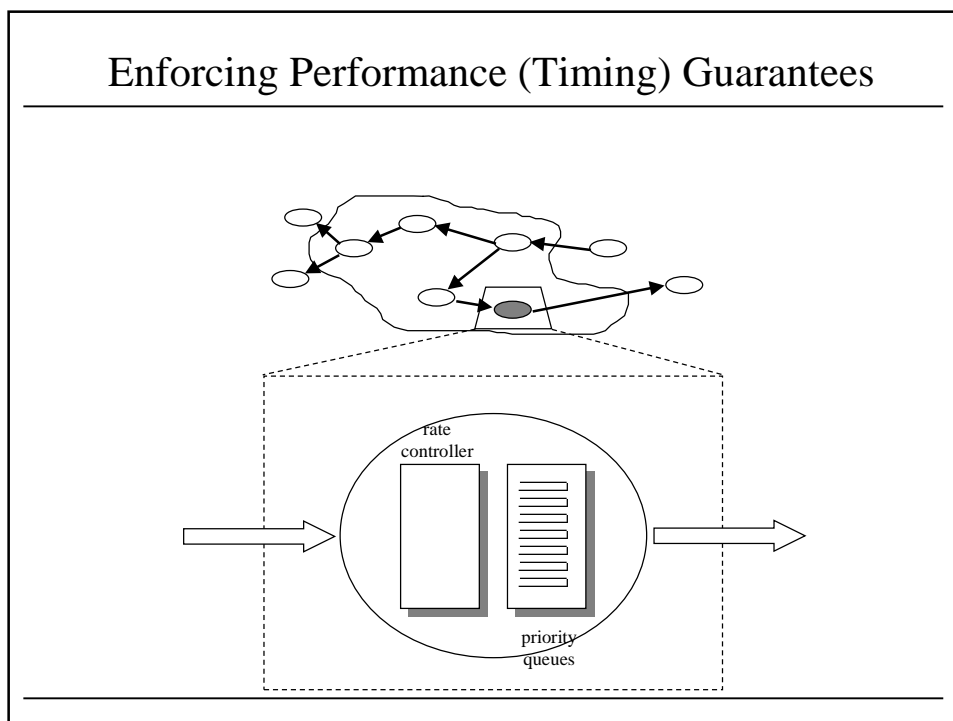 Enforcing Performance (Timing) Guarantees
rate
controller
priority
queues